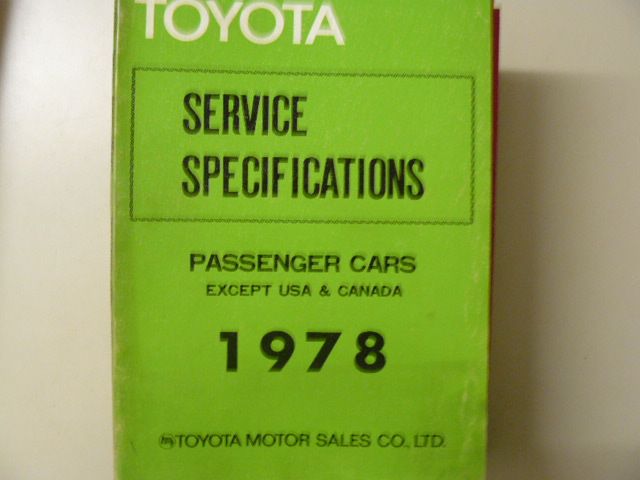 TOYOTA
SERVICE
SPECIFICATIONS
PASSENGER CARS
EXCEPT USA & CANADA
1978
TOYOTA MOTOR SALES CO., LTD.